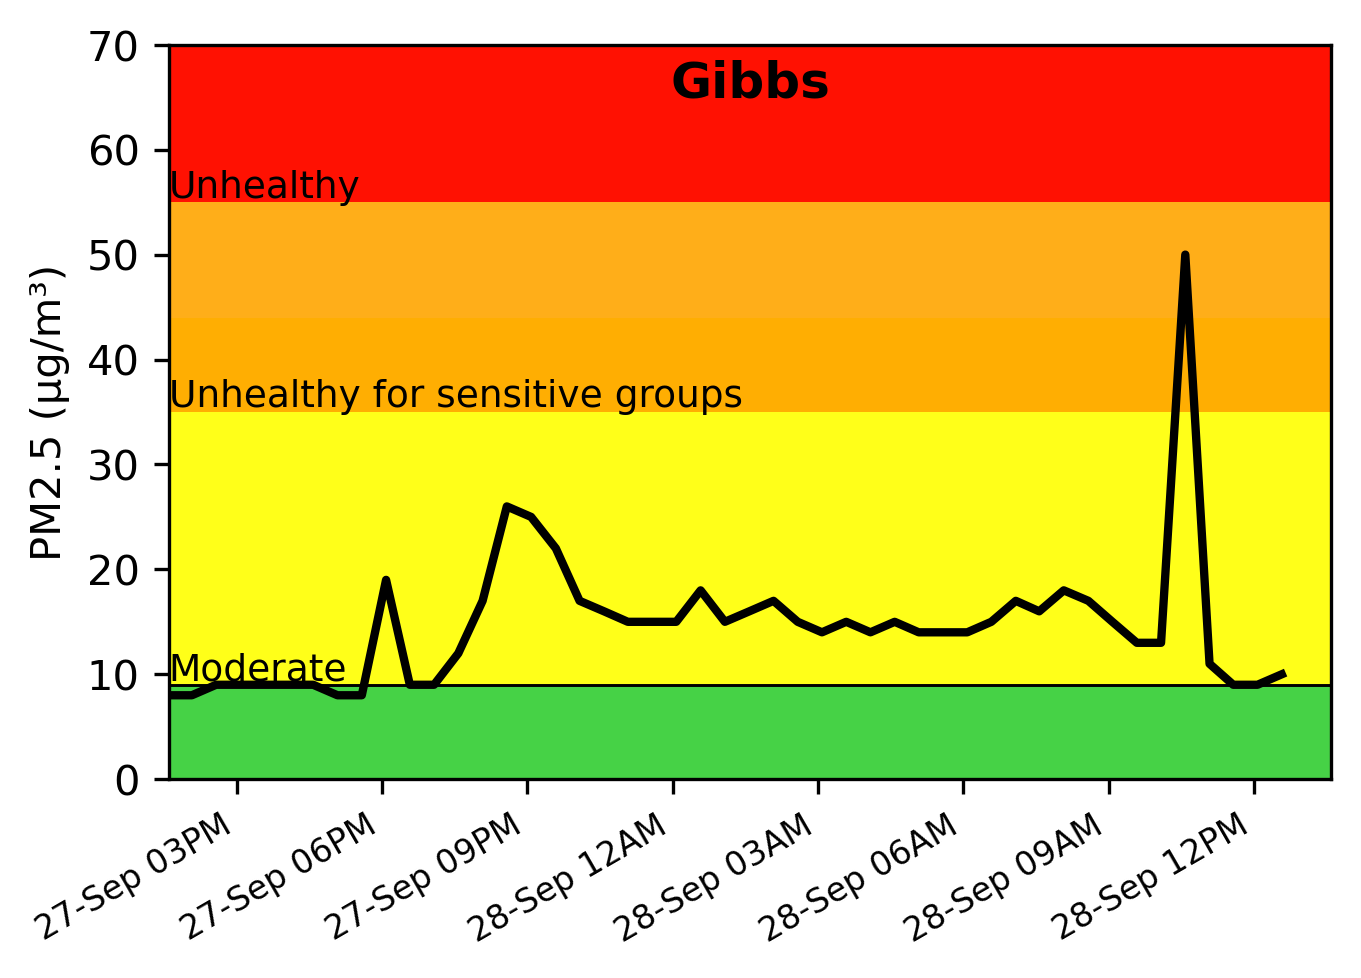 Gibbs
70
60
50
40
30
20
10
0
PM2.5 (μg/m³)
Unhealthy
Unhealthy for sensitive groups
Moderate
27-Sep 03PM
27-Sep 06PM
27-Sep 09PM
28-Sep 12AM
28-Sep 03AM
28-Sep 06AM
28-Sep 09AM
28-Sep 12PM